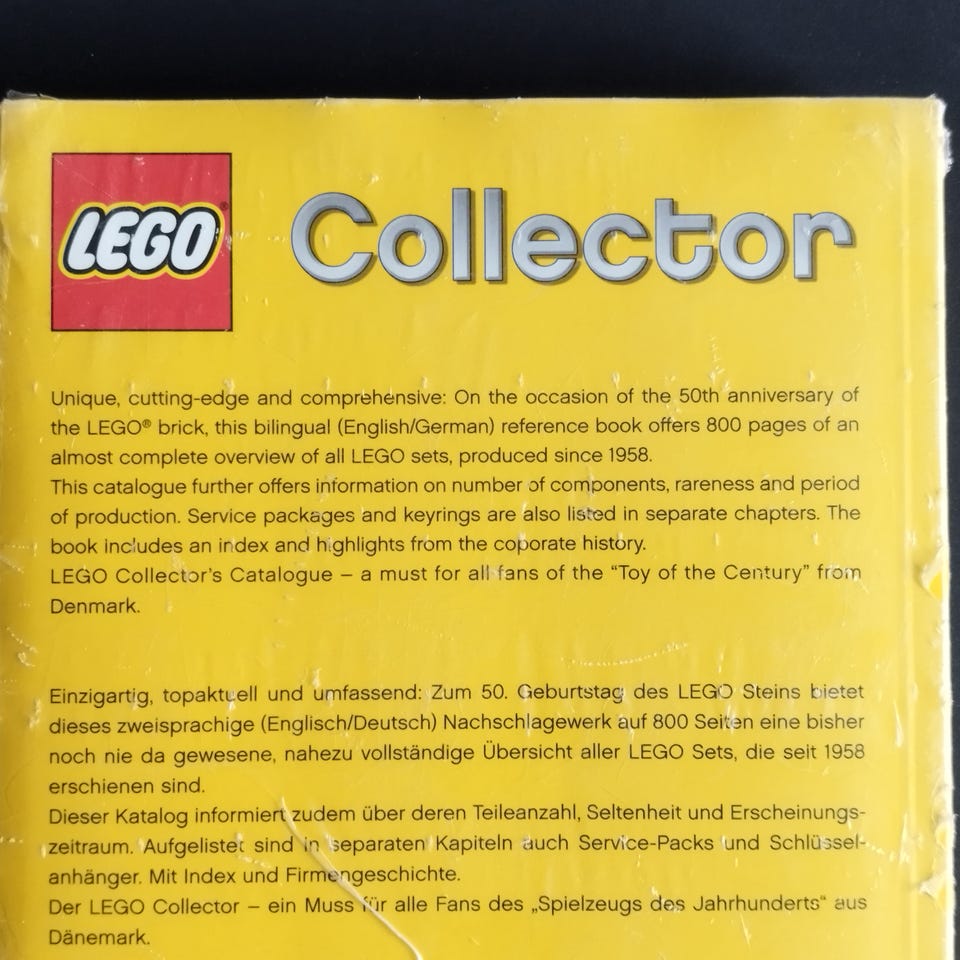 LEGO® Collector
Unique, cutting-edge and comprehensive: On the occasion of the 50th anniversary of
the LEGO® brick, this bilingual (English/German) reference book offers 800 pages of an
almost complete overview of all LEGO sets, produced since 1958.
This catalogue further offers information on number of components, rareness and period
of production. Service packages and keyrings are also listed in separate chapters. The
book includes an index and highlights from the coporate history.
LEGO Collector's Catalogue – a must for all fans of the “Toy of the Century” from
Denmark.
Einzigartig, topaktuell und umfassend: Zum 50. Geburtstag des LEGO Steins bietet
dieses zweisprachige (Englisch/Deutsch) Nachschlagewerk auf 800 Seiten eine bisher
noch nie da gewesene, nahezu vollständige Übersicht aller LEGO Sets, die seit 1958
erschienen sind.
Dieser Katalog informiert zudem über deren Teileanzahl, Seltenheit und Erscheinungs-
zeitraum. Aufgelistet sind in separaten Kapiteln auch Service-Packs und Schlüssel-
anhänger. Mit Index und Firmengeschichte.
Der LEGO Collector – ein Muss für alle Fans des „Spielzeugs des Jahrhunderts“ aus
Dänemark.